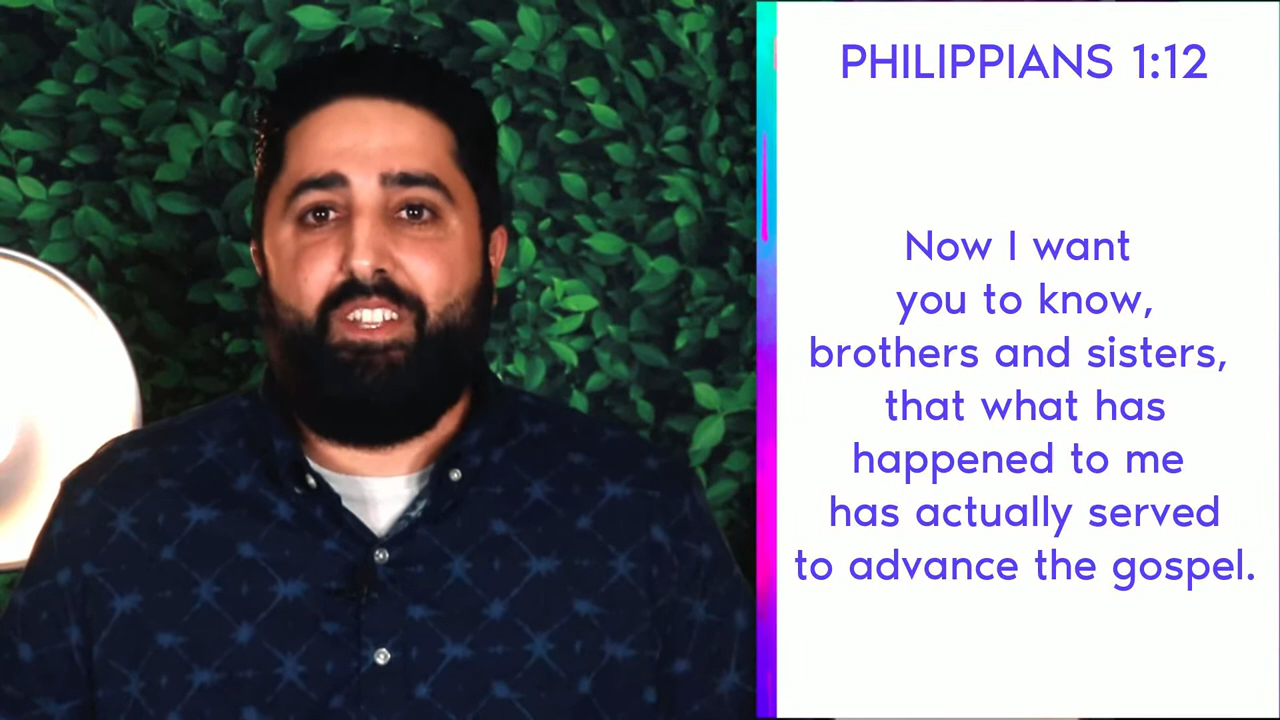 PHILIPPIANS 1:12
Now I want
you to know,
brothers and sisters,
that what has
happened to me
has actually served
to advance the gospel.